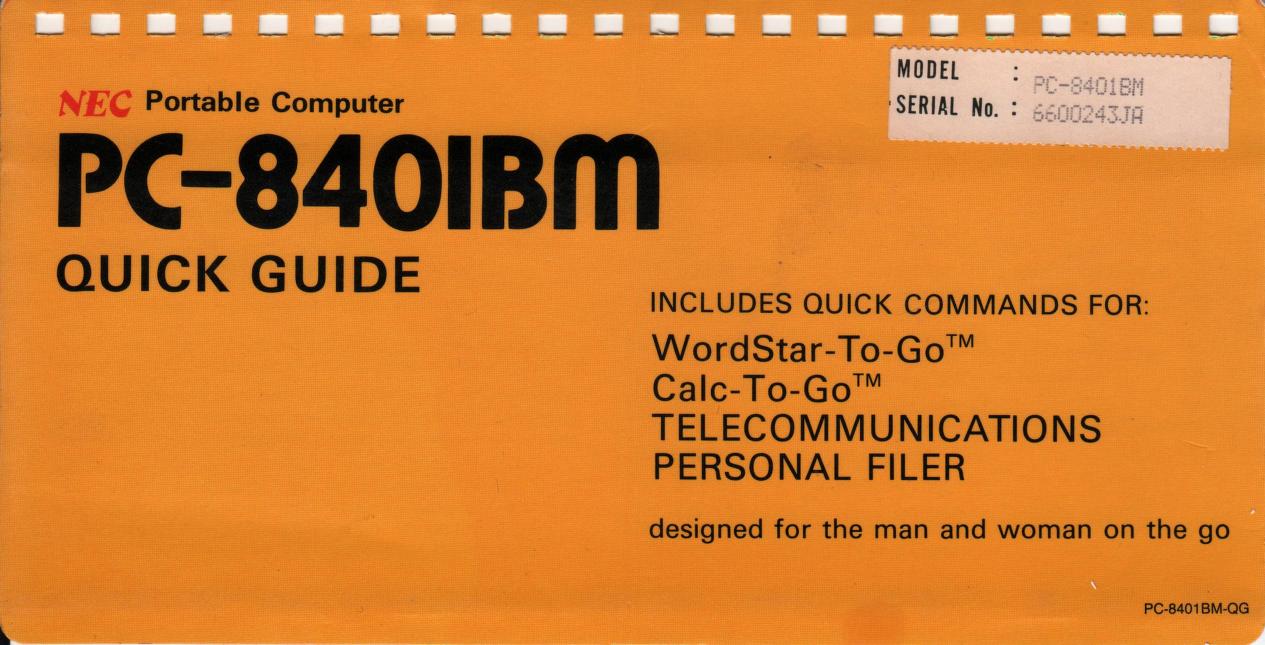 MODEL : PC-8401BM
SERIAL No. : 6600243JA
NEC Portable Computer
PC-8401BM
QUICK GUIDE
INCLUDES QUICK COMMANDS FOR:
WordStar-To-Go™
Calc-To-Go™
TELECOMMUNICATIONS
PERSONAL FILER
designed for the man and woman on the go
PC-8401BM-QG